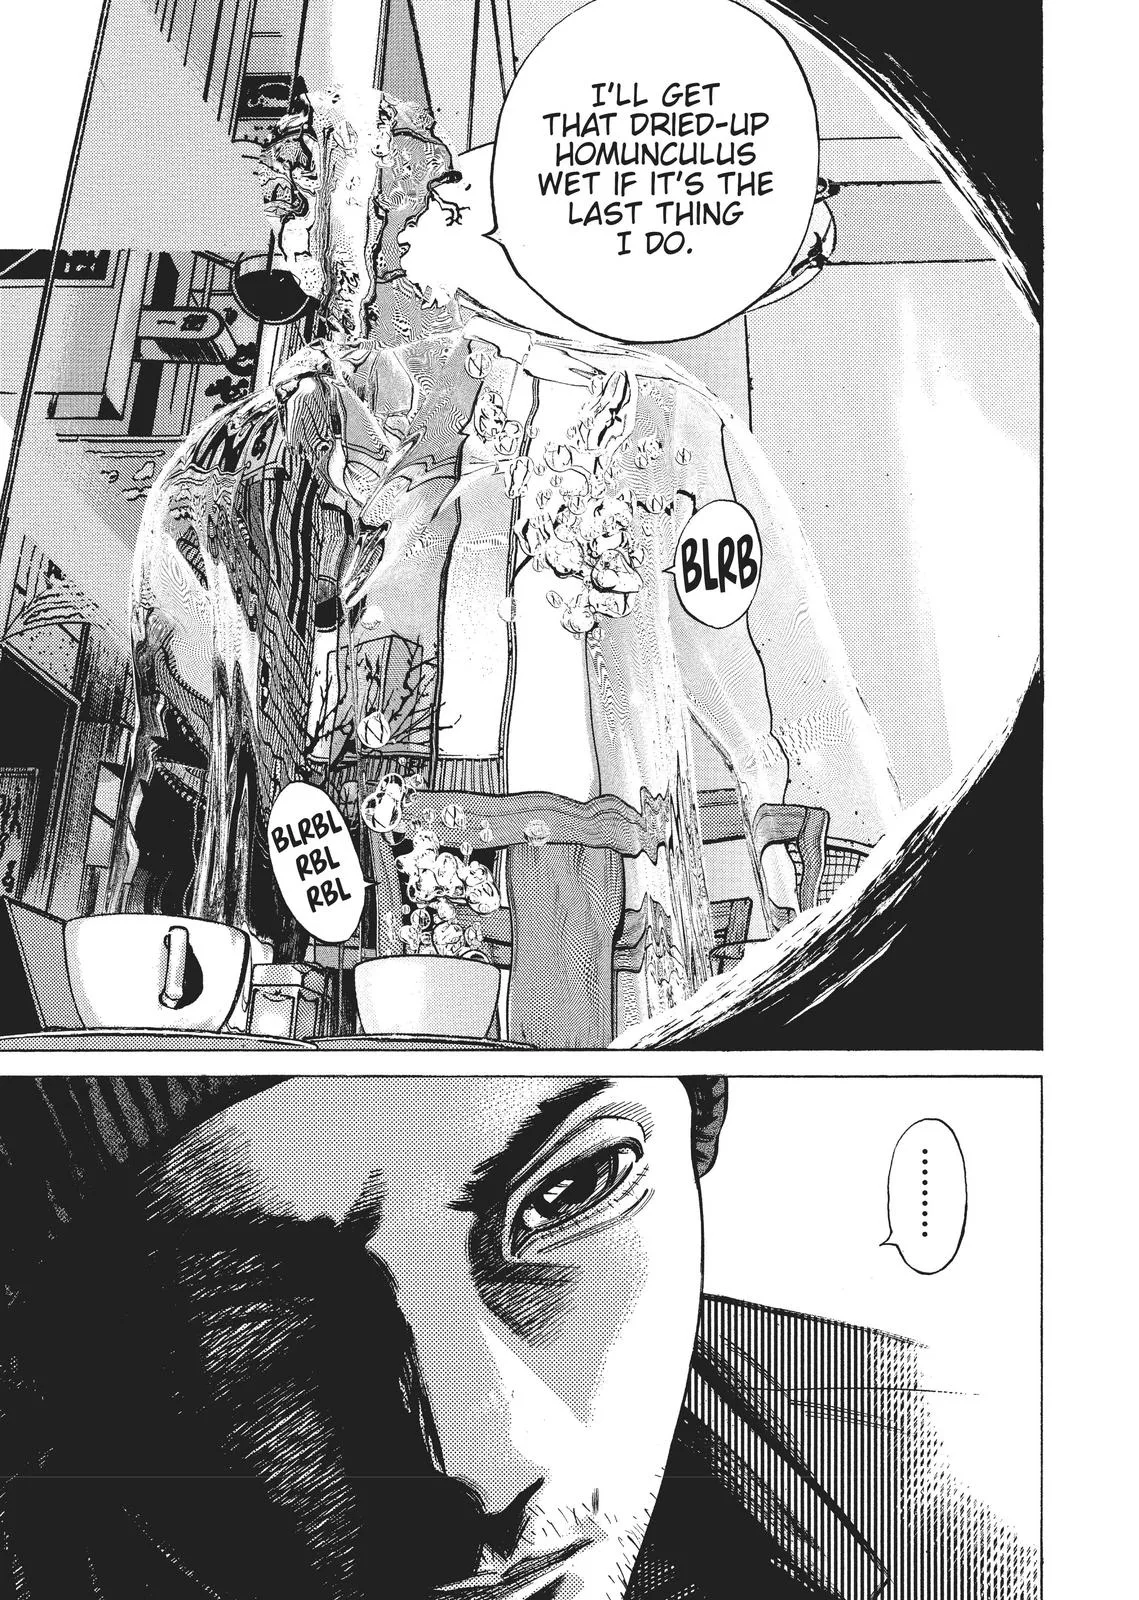 I'LL GET
THAT DRIED-UP
HOMUNCULUS
WET IF IT'S THE
LAST THING
I DO.
BLRB
BLRBL
RBL
RBL
..........